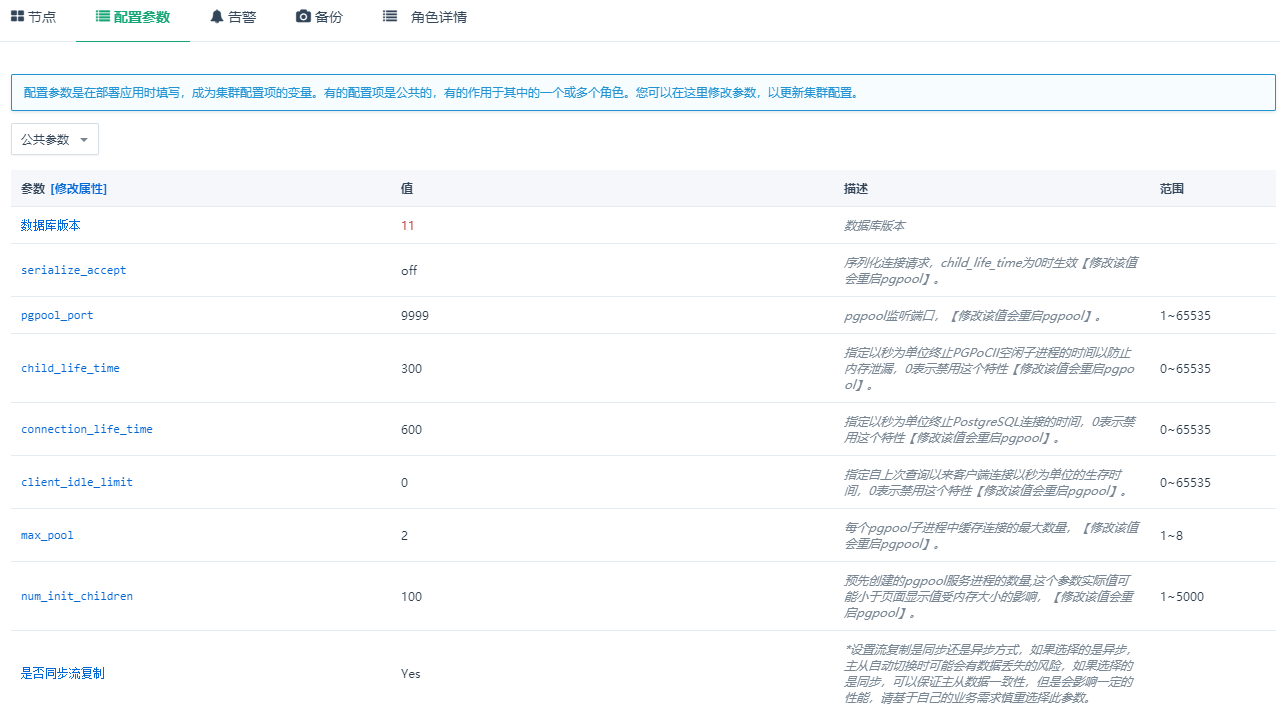 节点 配置参数 告警 备份 角色详情
配置参数是在部署应用时填写，成为集群配置项的变量。有的配置项是公共的，有的作用于其中的一个或多个角色。您可以在这里修改参数，以更新集群配置。
公共参数
参数 [修改属性] 值 描述 范围
数据库版本 11 数据库版本
serialize_accept off 序列化连接请求，child_life_time为0时生效【修改该值
会重启pgpool】。
pgpool_port 9999 pgpool监听端口，【修改该值会重启pgpool】。 1~65535
指定以秒为单位终止PGPoCII空闲子进程的时间以防止
child_life_time 300 内存泄漏，0表示禁用这个特性【修改该值会重启pgpo 0~65535
ol】。
connection_life_time 600 指定以秒为单位终止PostgreSQL连接的时间，0表示禁 0~65535
用这个特性【修改该值会重启pgpool】。
client_idle_limit 0 指定自上次查询以来客户端连接以秒为单位的生存时 0~65535
间，0表示禁用这个特性【修改该值会重启pgpool】。
max_pool 2 每个pgpool子进程中缓存连接的最大数量，【修改该值 1~8
会重启pgpool】。
预先创建的pgpool服务进程的数量,这个参数实际值可
num_init_children 100 能小于页面显示值受内存大小的影响，【修改该值会重 1~5000
启pgpool】。
*设置流复制是同步还是异步方式，如果选择的是异步，
是否同步流复制 Yes 主从自动切换时可能会有数据丢失的风险，如果选择的
是同步，可以保证主从数据一致性，但是会影响一定的
性能，请基于自己的业务需求慎重选择此参数。